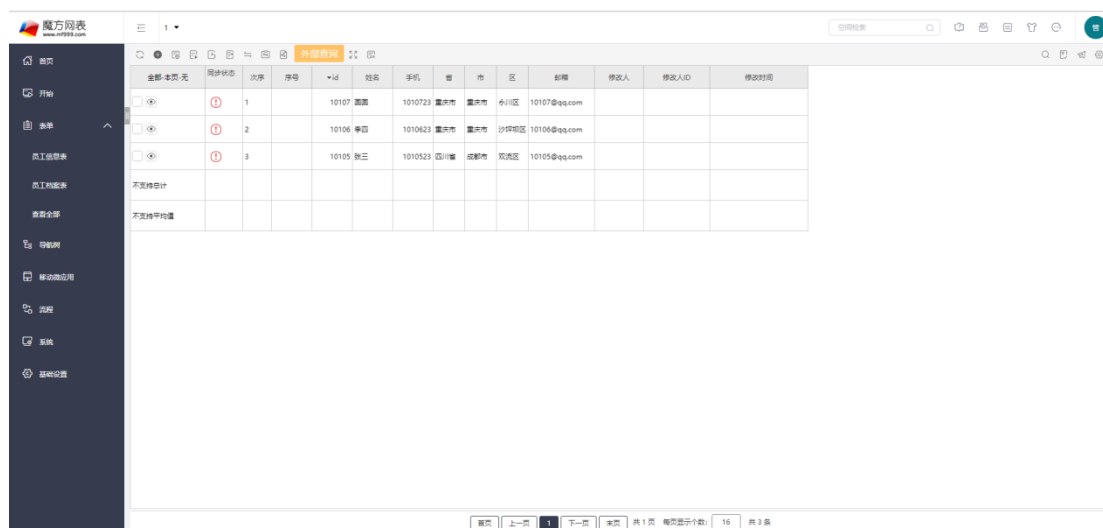 魔方网表
www.mf999.com
1
空间检索
管
首页
开始
表单
员工信息表
员工档案表
查看全部
导航树
移动微应用
流程
系统
基础设置
外部查询
全部-本页-无 同步状态 次序 序号 ▾id 姓名 手机 省 市 区 邮箱 修改人 修改人ID 修改时间
1 10107 圆圆 1010723 重庆市 重庆市 永川区 10107@qq.com
2 10106 李四 1010623 重庆市 重庆市 沙坪坝区 10106@qq.com
3 10105 张三 1010523 四川省 成都市 双流区 10105@qq.com
不支持总计
不支持平均值
首页 上一页 1 下一页 末页 共 1 页 每页显示个数: 16 共 3 条